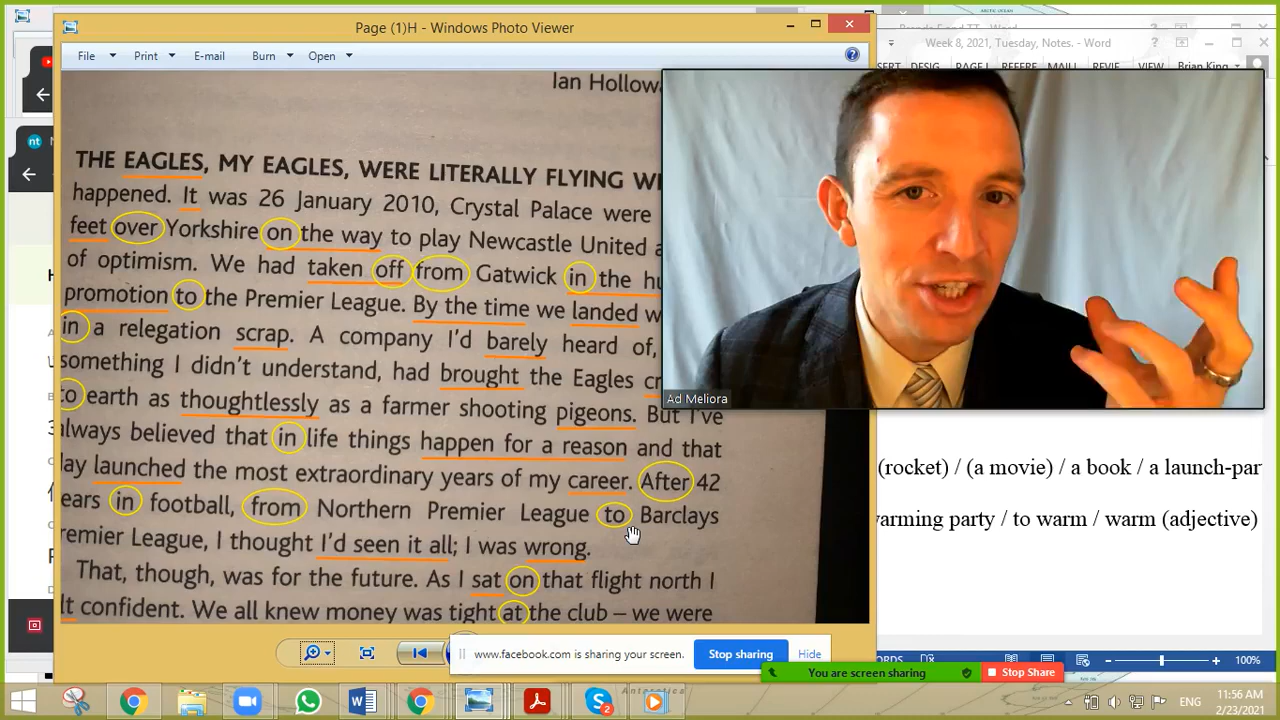 Page (1)H - Windows Photo Viewer
Week 8, 2021, Tuesday, Notes. - Word
File Print E-mail Burn Open
DESIG PAGE REFERE MAILI REVIE VIEW Brian King
Ian Hollow
THE EAGLES, MY EAGLES, WERE LITERALLY FLYING
happened. It was 26 January 2010, Crystal Palace were
feet over Yorkshire on the way to play Newcastle United
of optimism. We had taken off from Gatwick in the
promotion to the Premier League. By the time we landed
in a relegation scrap. A company I'd barely heard of,
something I didn't understand, had brought the Eagles
to earth as thoughtlessly as a farmer shooting pigeons. But I've
always believed that in life things happen for a reason and that
day launched the most extraordinary years of my career. After 42
years in football, from Northern Premier League to Barclays
Premier League, I thought I'd seen it all; I was wrong.
That, though, was for the future. As I sat on that flight north I
felt confident. We all knew money was tight at the club – we were
Ad Meliora
(rocket) / (a movie) / a book / a launch-par
warming party / to warm / warm (adjective)
www.facebook.com is sharing your screen. Stop sharing Hide
You are screen sharing Stop Share
100%
ENG
11:56 AM
2/23/2021